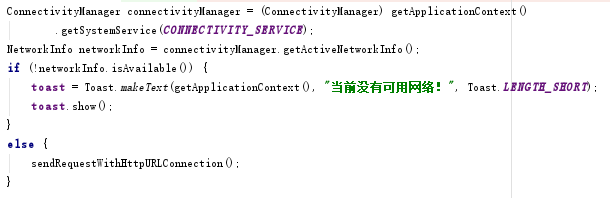 ConnectivityManager connectivityManager = (ConnectivityManager) getApplicationContext()
.getSystemService(CONNECTIVITY_SERVICE);
NetworkInfo networkInfo = connectivityManager.getActiveNetworkInfo();
if (!networkInfo.isAvailable()) {
toast = Toast.makeText(getApplicationContext(), "当前没有可用网络！", Toast.LENGTH_SHORT);
toast.show();
}
else {
sendRequestWithHttpURLConnection();
}